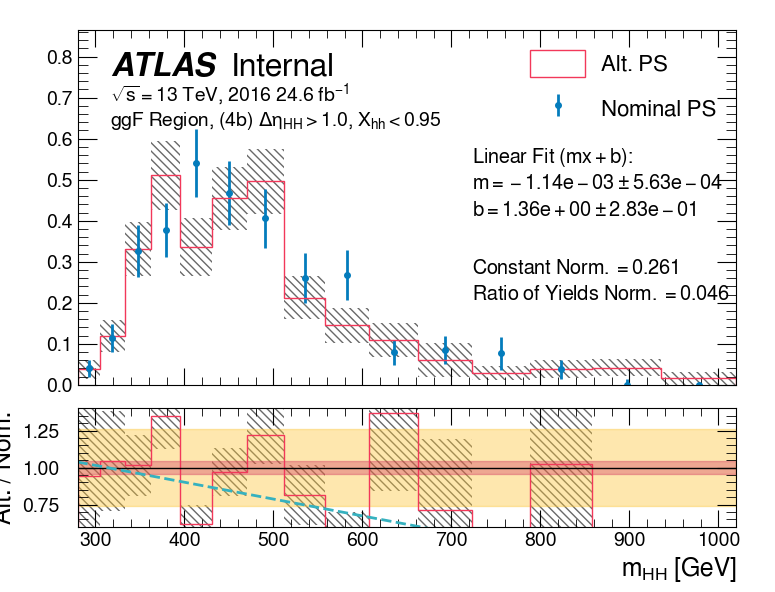 ATLAS Internal
√s = 13 TeV, 2016 24.6 fb⁻¹
ggF Region, (4b) Δη_HH > 1.0, X_hh < 0.95
Alt. PS
Nominal PS
Linear Fit (mx + b):
m = − 1.14e − 03 ± 5.63e − 04
b = 1.36e + 00 ± 2.83e − 01
Constant Norm. = 0.261
Ratio of Yields Norm. = 0.046
0.8
0.7
0.6
0.5
0.4
0.3
0.2
0.1
0.0
Alt. / Nom.
1.25
1.00
0.75
300 400 500 600 700 800 900 1000
m_HH [GeV]